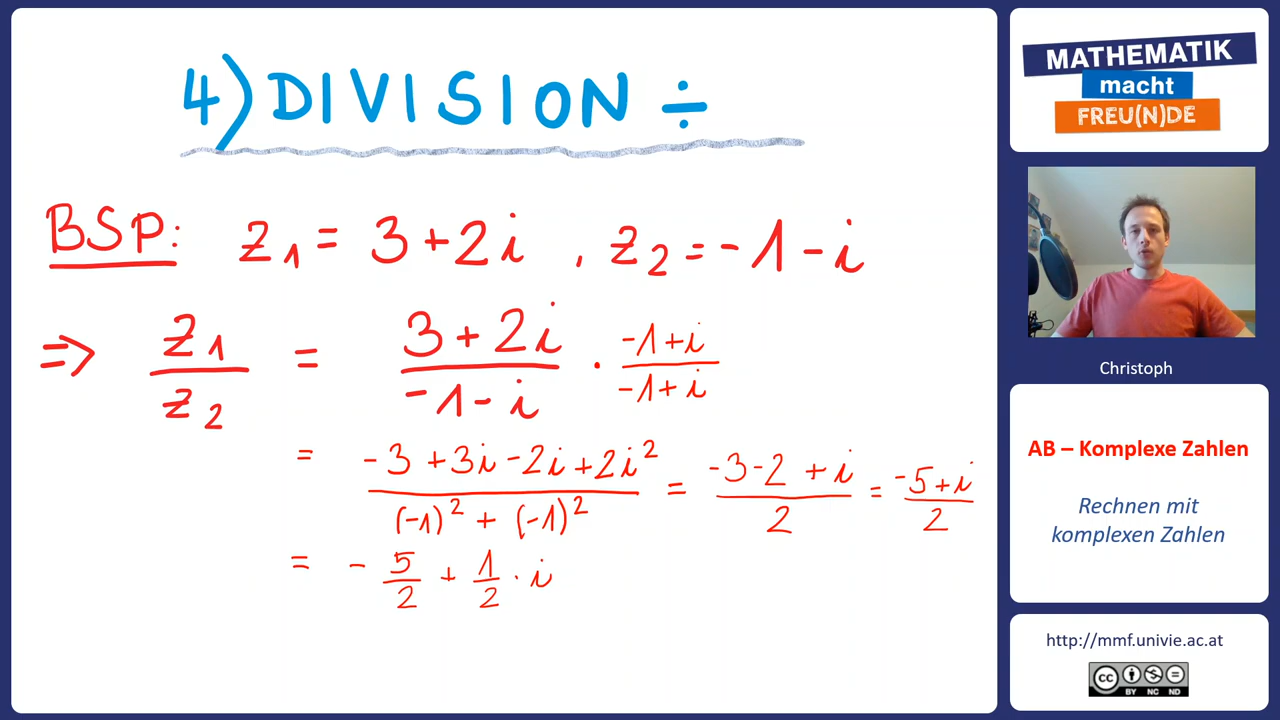 4) DIVISION ÷
BSP: z₁ = 3+2i , z₂ = -1-i
=> z₁/z₂ = (3+2i)/(-1-i) · (-1+i)/(-1+i)
= (-3+3i-2i+2i²)/((-1)²+(-1)²) = (-3-2+i)/2 = (-5+i)/2
= -5/2 + 1/2 · i
MATHEMATIK
macht
FREU(N)DE
Christoph
AB – Komplexe Zahlen
Rechnen mit
komplexen Zahlen
http://mmf.univie.ac.at
cc
BY NC ND